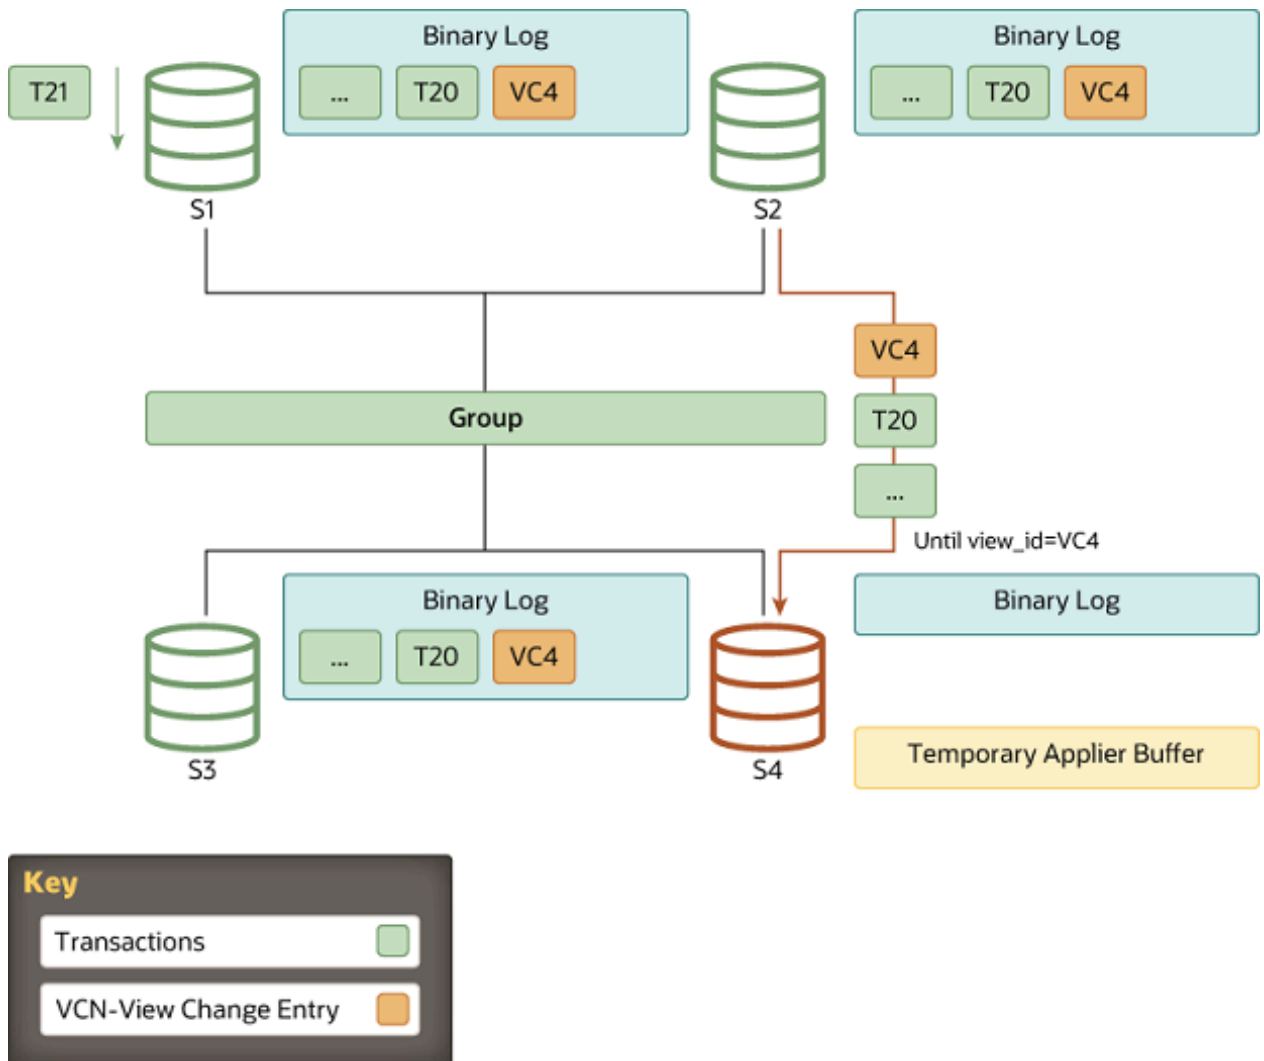 Binary Log
Binary Log
T21
... T20 VC4
... T20 VC4
S1
S2
VC4
Group
T20
...
Until view_id=VC4
Binary Log
Binary Log
... T20 VC4
Temporary Applier Buffer
S3
S4
Key
Transactions
VCN-View Change Entry